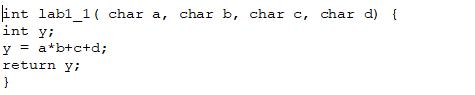 int lab1_1( char a, char b, char c, char d) {
int y;
y = a*b+c+d;
return y;
}